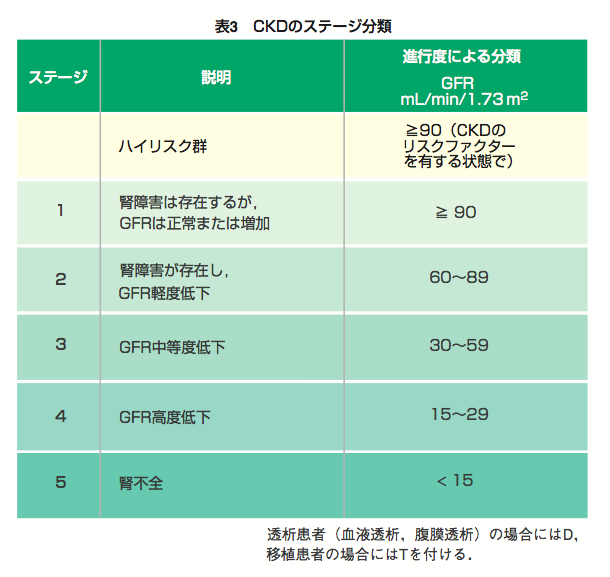 表3　CKDのステージ分類
ステージ
説明
進行度による分類
GFR
mL/min/1.73m²
ハイリスク群
≧90（CKDの
リスクファクター
を有する状態で）
1
腎障害は存在するが，
GFRは正常または増加
≧ 90
2
腎障害が存在し，
GFR軽度低下
60～89
3
GFR中等度低下
30～59
4
GFR高度低下
15～29
5
腎不全
< 15
透析患者（血液透析，腹膜透析）の場合にはD，
移植患者の場合にはTを付ける．